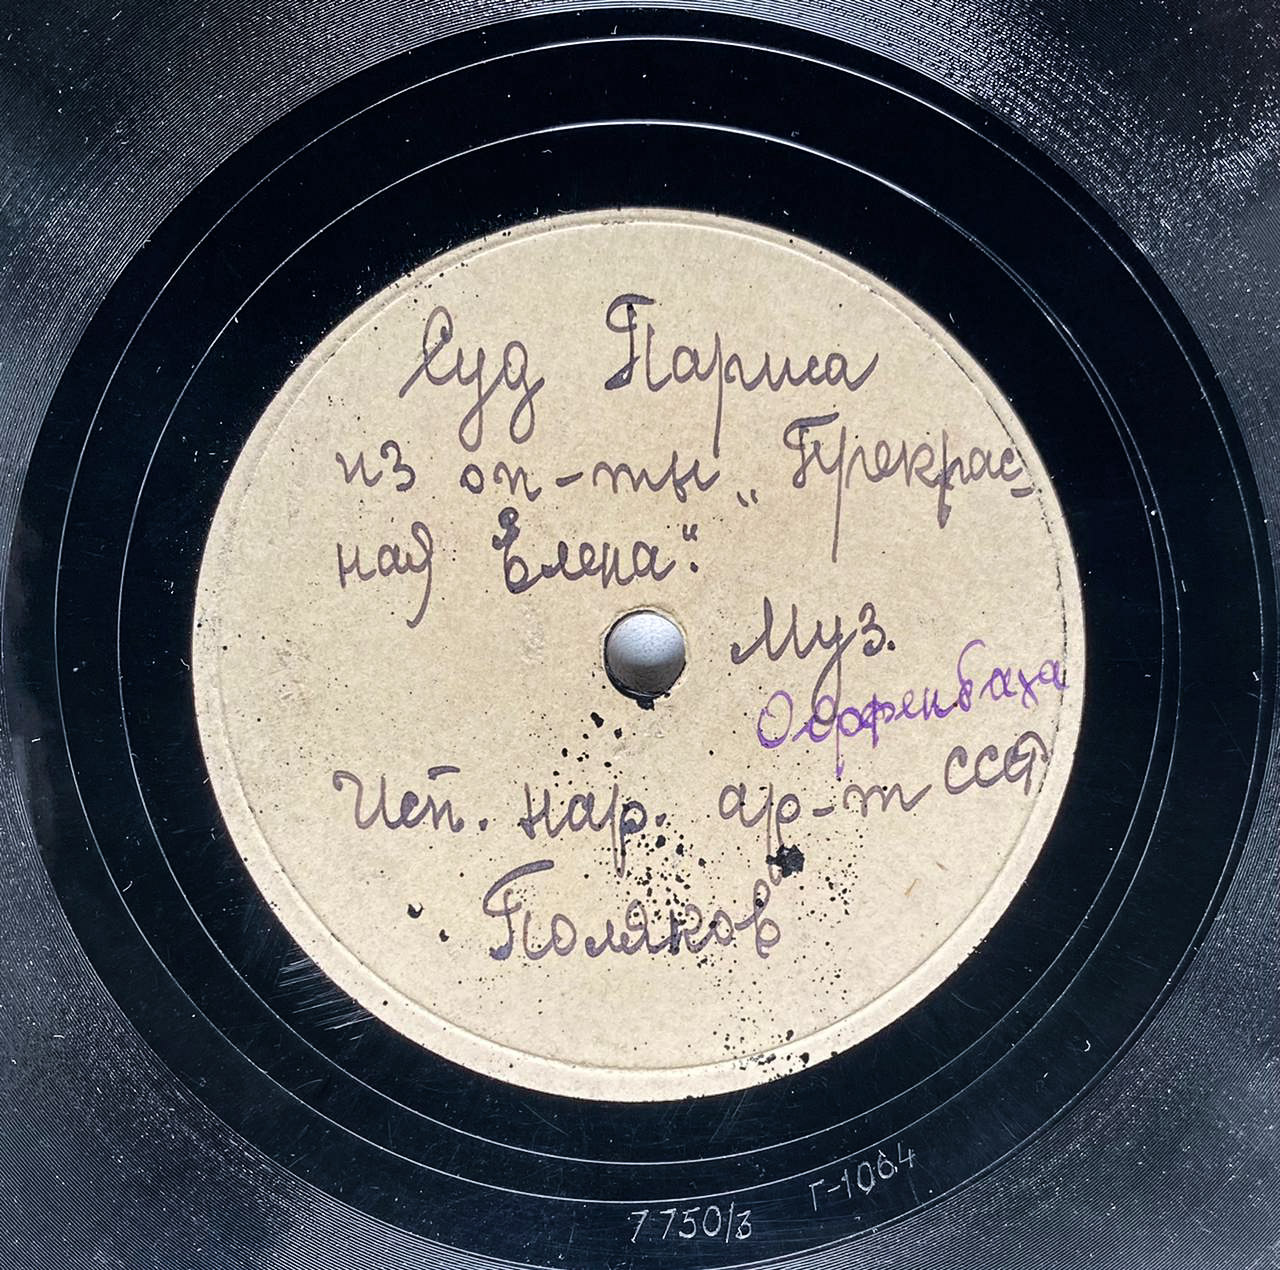 Суд Париса
из оп-ты „Прекрас-
ная Елена“.
Муз.
Оффенбаха
Исп. нар. ар-т СССР
Поляков
7750/3
Г-1064